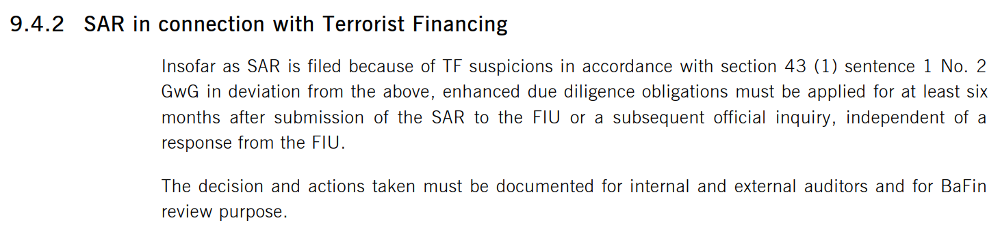 9.4.2 SAR in connection with Terrorist Financing
Insofar as SAR is filed because of TF suspicions in accordance with section 43 (1) sentence 1 No. 2
GwG in deviation from the above, enhanced due diligence obligations must be applied for at least six
months after submission of the SAR to the FIU or a subsequent official inquiry, independent of a
response from the FIU.
The decision and actions taken must be documented for internal and external auditors and for BaFin
review purpose.